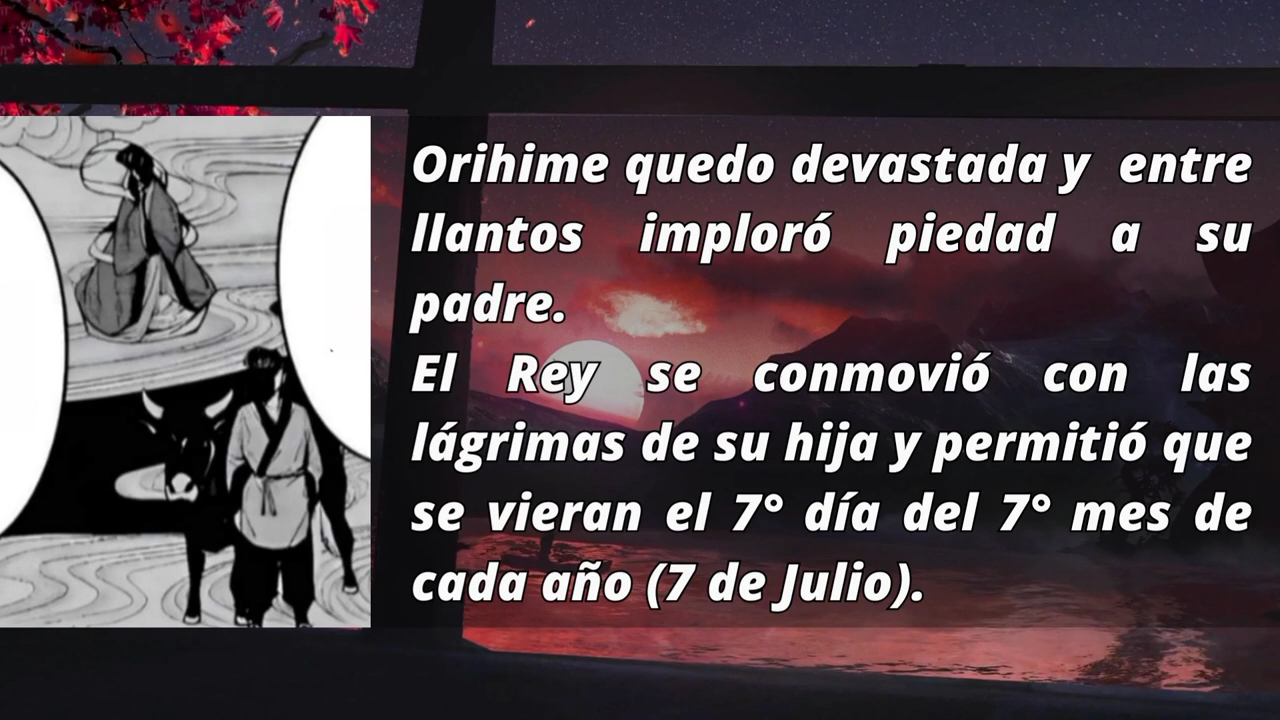 Orihime quedo devastada y entre
llantos imploró piedad a su
padre.
El Rey se conmovió con las
lágrimas de su hija y permitió que
se vieran el 7° día del 7° mes de
cada año (7 de Julio).